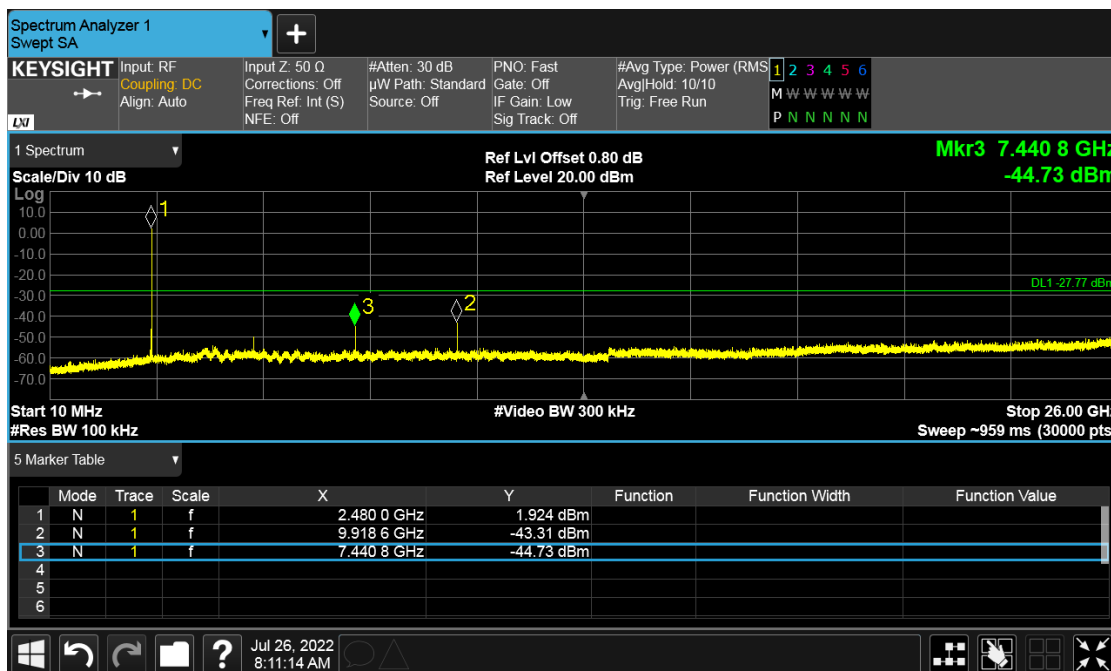 Spectrum Analyzer 1
Swept SA
+
KEYSIGHT
LXI
Input: RF
Coupling: DC
Align: Auto
Input Z: 50 Ω
Corrections: Off
Freq Ref: Int (S)
NFE: Off
#Atten: 30 dB
µW Path: Standard
Source: Off
PNO: Fast
Gate: Off
IF Gain: Low
Sig Track: Off
#Avg Type: Power (RMS
Avg|Hold: 10/10
Trig: Free Run
1 2 3 4 5 6
M W W W W W
P N N N N N
1 Spectrum
Scale/Div 10 dB
Ref Lvl Offset 0.80 dB
Ref Level 20.00 dBm
Mkr3 7.440 8 GHz
-44.73 dBm
Log
10.0
0.00
-10.0
-20.0
-30.0
-40.0
-50.0
-60.0
-70.0
1
3
2
DL1 -27.77 dBm
Start 10 MHz
#Res BW 100 kHz
#Video BW 300 kHz
Stop 26.00 GHz
Sweep ~959 ms (30000 pts
5 Marker Table
Mode Trace Scale X Y Function Function Width Function Value
1 N 1 f 2.480 0 GHz 1.924 dBm
2 N 1 f 9.918 6 GHz -43.31 dBm
3 N 1 f 7.440 8 GHz -44.73 dBm
4
5
6
?
Jul 26, 2022
8:11:14 AM